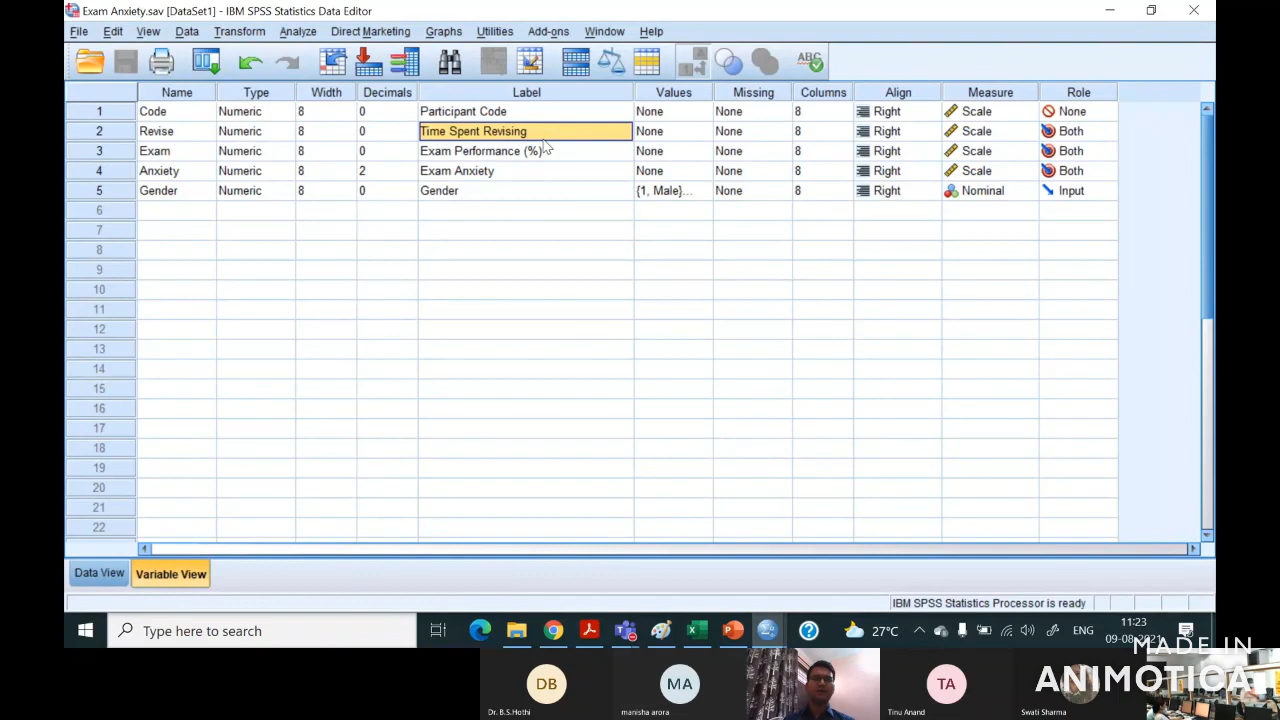 Exam Anxiety.sav [DataSet1] - IBM SPSS Statistics Data Editor
File Edit View Data Transform Analyze Direct Marketing Graphs Utilities Add-ons Window Help
Name Type Width Decimals Label Values Missing Columns Align Measure Role
1 Code Numeric 8 0 Participant Code None None 8 Right Scale None
2 Revise Numeric 8 0 Time Spent Revising None None 8 Right Scale Both
3 Exam Numeric 8 0 Exam Performance (%) None None 8 Right Scale Both
4 Anxiety Numeric 8 2 Exam Anxiety None None 8 Right Scale Both
5 Gender Numeric 8 0 Gender {1, Male}... None 8 Right Nominal Input
6
7
8
9
10
11
12
13
14
15
16
17
18
19
20
21
22
Data View Variable View
IBM SPSS Statistics Processor is ready
Type here to search 27°C ENG 11:23
09-08-2021
MADE IN
ANIMOTICA
DB MA TA
Dr. B.S.Hothi manisha arora Tinu Anand Swati Sharma